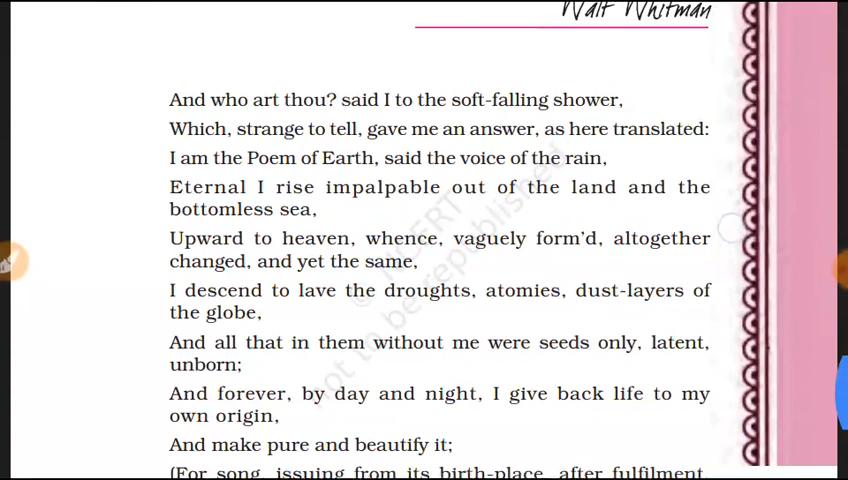 Walt Whitman
And who art thou? said I to the soft-falling shower,
Which, strange to tell, gave me an answer, as here translated:
I am the Poem of Earth, said the voice of the rain,
Eternal I rise impalpable out of the land and the
bottomless sea,
Upward to heaven, whence, vaguely form'd, altogether
changed, and yet the same,
I descend to lave the droughts, atomies, dust-layers of
the globe,
And all that in them without me were seeds only, latent,
unborn;
And forever, by day and night, I give back life to my
own origin,
And make pure and beautify it;
(For song, issuing from its birth-place, after fulfilment,
© NCERT
not to be republished